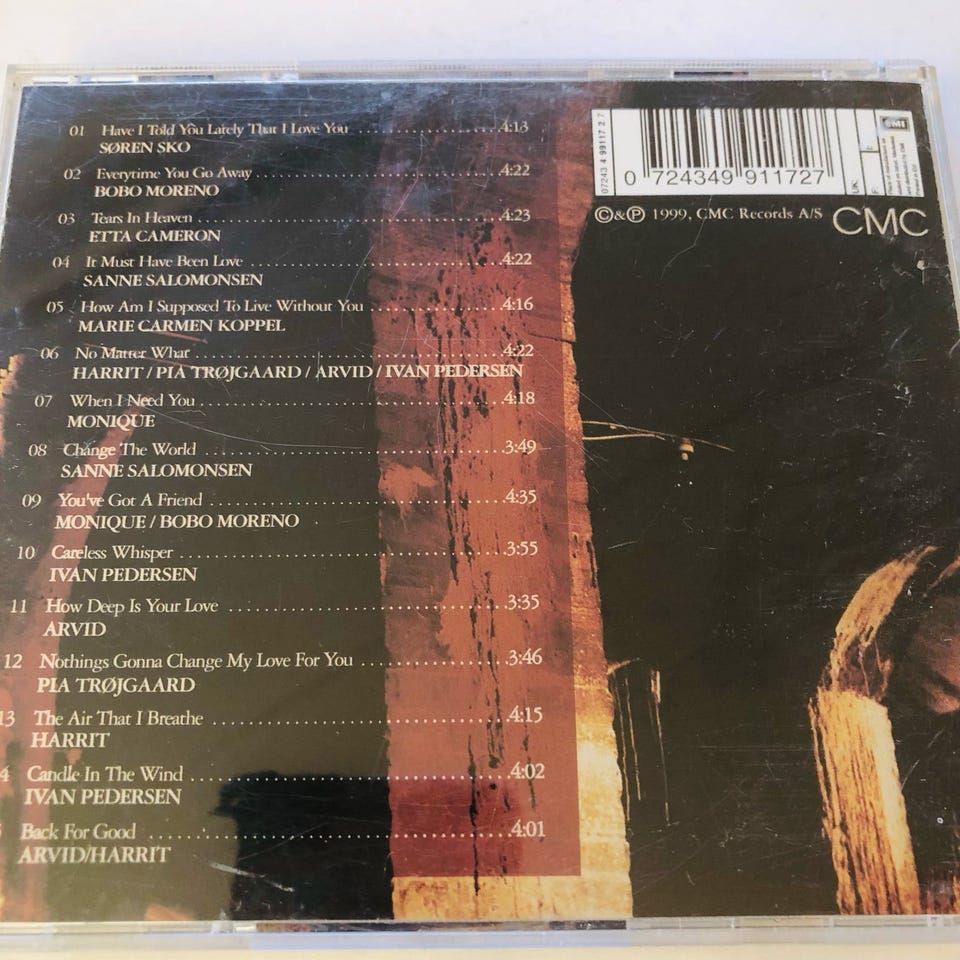 01 Have I Told You Lately That I Love You 4:13
SØREN SKO
02 Everytime You Go Away 4:22
BOBO MORENO
03 Tears In Heaven 4:23
ETTA CAMERON
04 It Must Have Been Love 4:22
SANNE SALOMONSEN
05 How Am I Supposed To Live Without You 4:16
MARIE CARMEN KOPPEL
06 No Matter What 4:22
HARRIT / PIA TRØJGAARD / ARVID / IVAN PEDERSEN
07 When I Need You 4:18
MONIQUE
08 Change The World 3:49
SANNE SALOMONSEN
09 You've Got A Friend 4:35
MONIQUE / BOBO MORENO
10 Careless Whisper 3:55
IVAN PEDERSEN
11 How Deep Is Your Love 3:35
ARVID
12 Nothings Gonna Change My Love For You 3:46
PIA TRØJGAARD
13 The Air That I Breathe 4:15
HARRIT
4 Candle In The Wind 4:02
IVAN PEDERSEN
Back For Good 4:01
ARVID/HARRIT
07243 4 99117 2 7
0 724349 911727
EMI
UK
F:
©&℗ 1999, CMC Records A/S
CMC